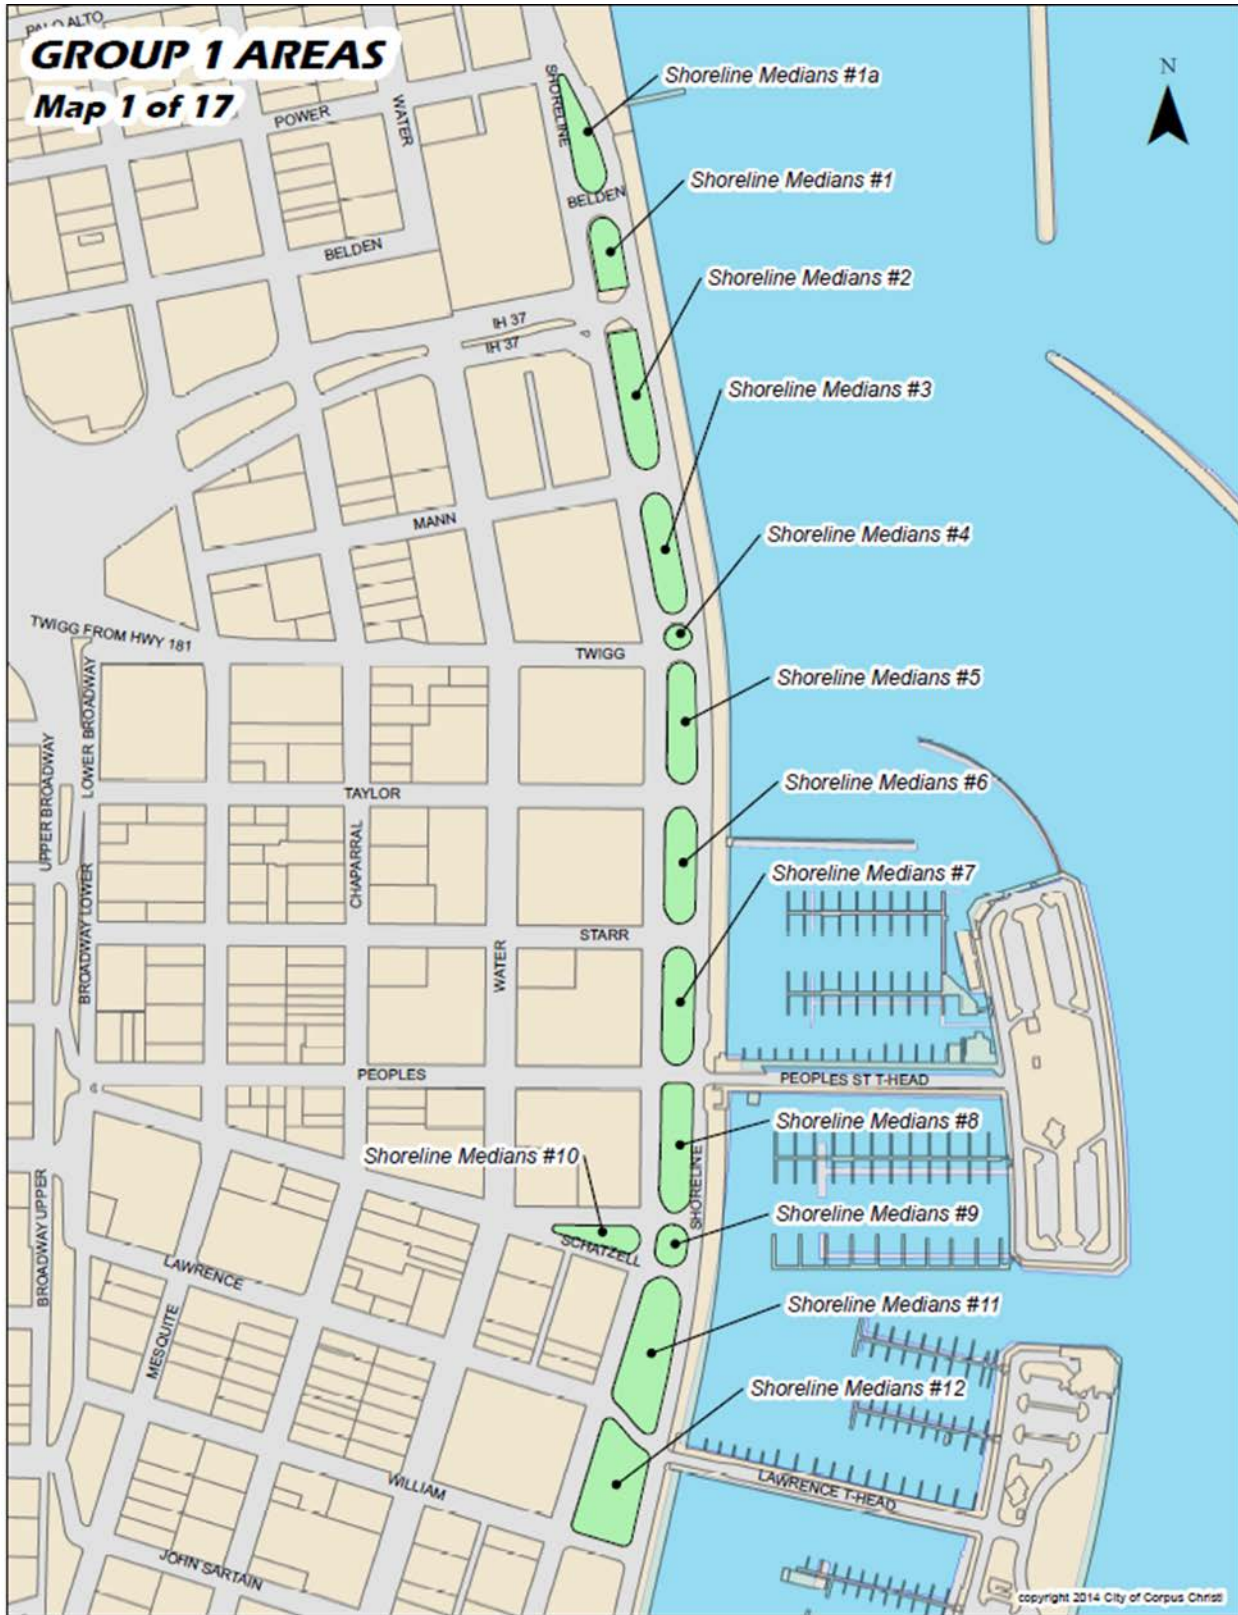 PALO ALTO
GROUP 1 AREAS
Map 1 of 17
POWER
WATER
SHORELINE
Shoreline Medians #1a
N
Shoreline Medians #1
BELDEN
BELDEN
Shoreline Medians #2
IH 37
IH 37
Shoreline Medians #3
MANN
Shoreline Medians #4
TWIGG FROM HWY 181
TWIGG
LOWER BROADWAY
Shoreline Medians #5
UPPER BROADWAY
TAYLOR
Shoreline Medians #6
CHAPARRAL
Shoreline Medians #7
BROADWAY LOWER
STARR
WATER
PEOPLES
PEOPLES ST T-HEAD
Shoreline Medians #8
Shoreline Medians #10
SHORELINE
BROADWAY UPPER
Shoreline Medians #9
SCHATZELL
LAWRENCE
Shoreline Medians #11
MESQUITE
Shoreline Medians #12
WILLIAM
LAWRENCE T-HEAD
JOHN SARTAIN
copyright 2014 City of Corpus Christi